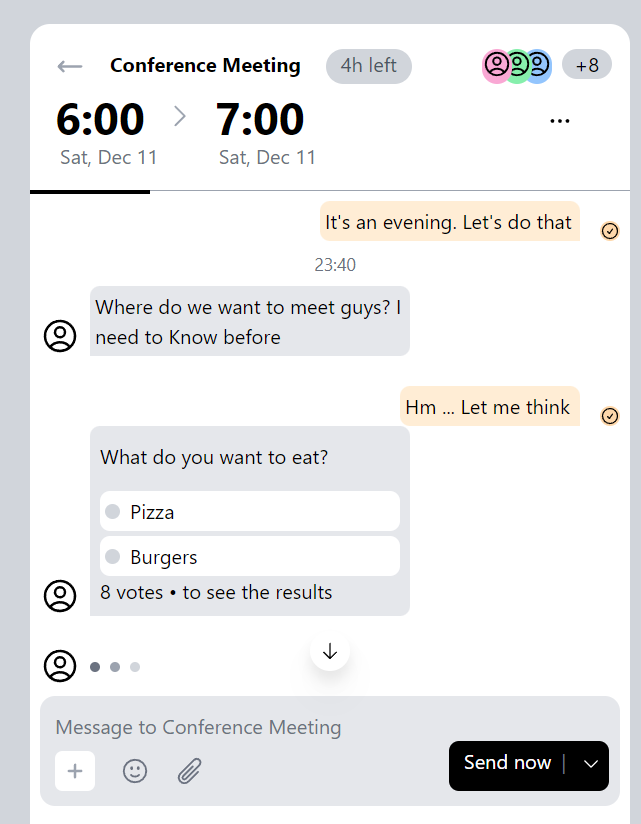 Conference Meeting 4h left +8
6:00 > 7:00 ...
Sat, Dec 11 Sat, Dec 11
It's an evening. Let's do that
23:40
Where do we want to meet guys? I
need to Know before
Hm ... Let me think
What do you want to eat?
Pizza
Burgers
8 votes • to see the results
Message to Conference Meeting
Send now |